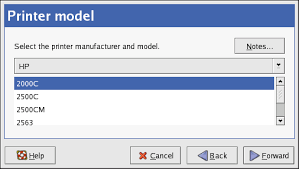 Printer model
Select the printer manufacturer and model.
Notes...
HP
2000C
2500C
2500CM
2563
Help
Cancel
Back
Forward